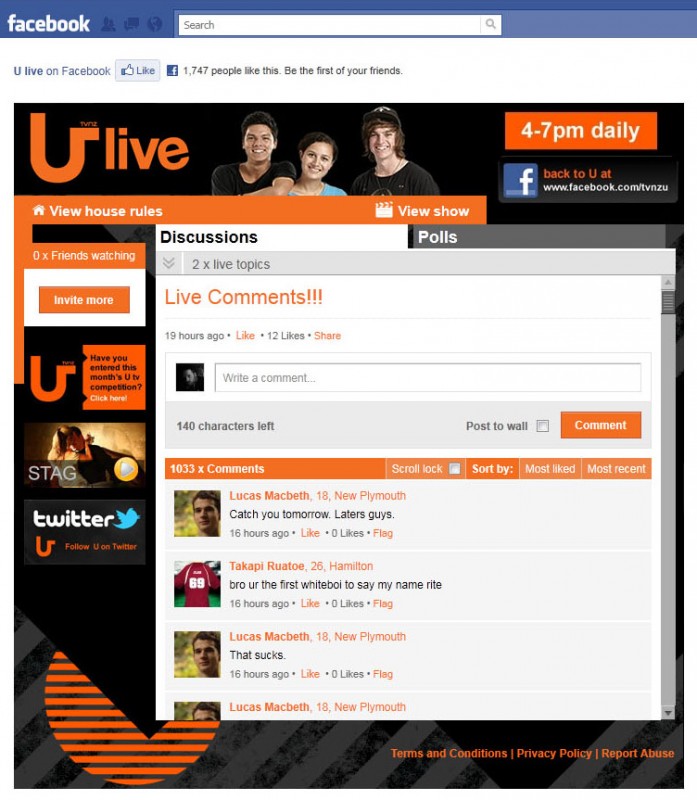 facebook
Search
U live on Facebook Like 1,747 people like this. Be the first of your friends.
tvnz
U live
4-7pm daily
back to U at
www.facebook.com/tvnzu
View house rules
View show
Discussions
Polls
0 x Friends watching
2 x live topics
Invite more
Live Comments!!!
19 hours ago • Like • 12 Likes • Share
tvnz
U
Have you
entered this
month's U tv
competition?
Click here!
Write a comment...
140 characters left
Post to wall
Comment
STAG
1033 x Comments
Scroll lock
Sort by:
Most liked
Most recent
twitter
U Follow U on Twitter
Lucas Macbeth, 18, New Plymouth
Catch you tomorrow. Laters guys.
16 hours ago • Like • 0 Likes • Flag
69
Takapi Ruatoe, 26, Hamilton
bro ur the first whiteboi to say my name rite
16 hours ago • Like • 0 Likes • Flag
Lucas Macbeth, 18, New Plymouth
That sucks.
16 hours ago • Like • 0 Likes • Flag
Lucas Macbeth, 18, New Plymouth
Terms and Conditions | Privacy Policy | Report Abuse